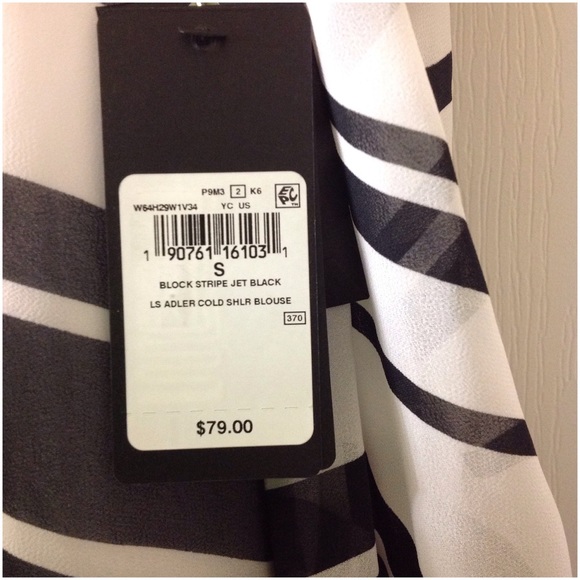 P9M3 2 K6
W64H29W1V34 YC US
1 90761 16103 1
S
BLOCK STRIPE JET BLACK
LS ADLER COLD SHLR BLOUSE
370
$79.00